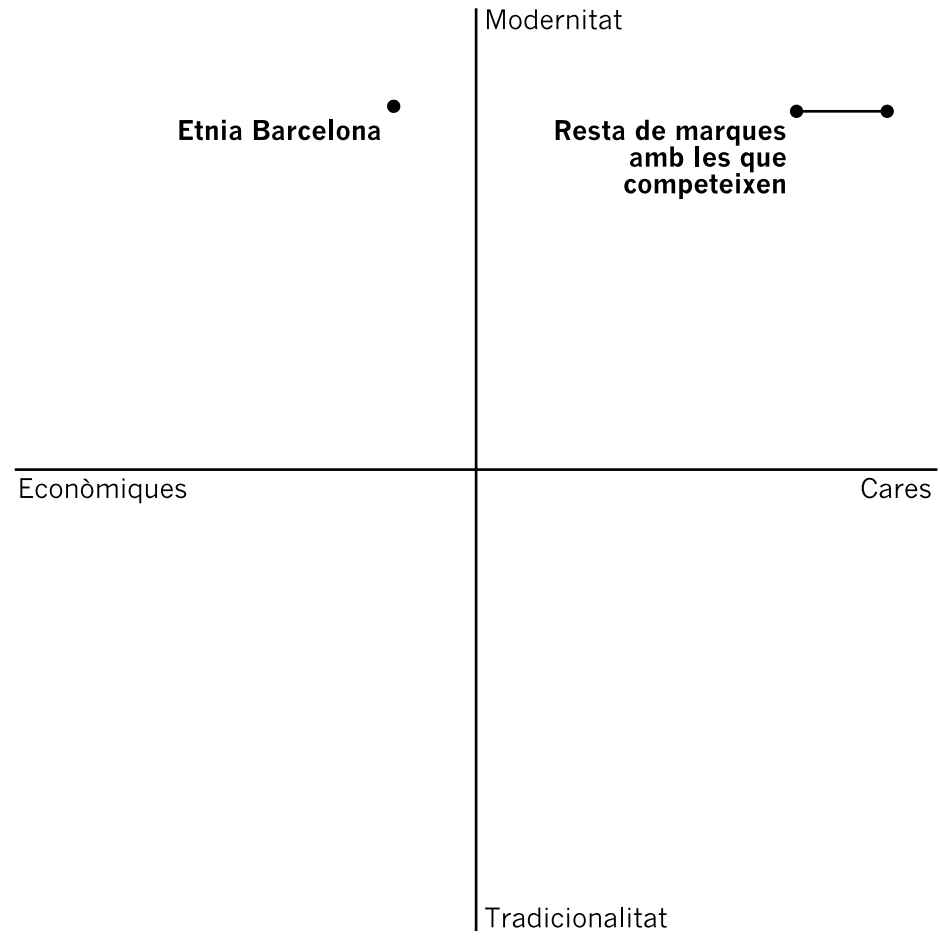 Modernitat
Etnia Barcelona
Resta de marques
amb les que
competeixen
Econòmiques
Cares
Tradicionalitat